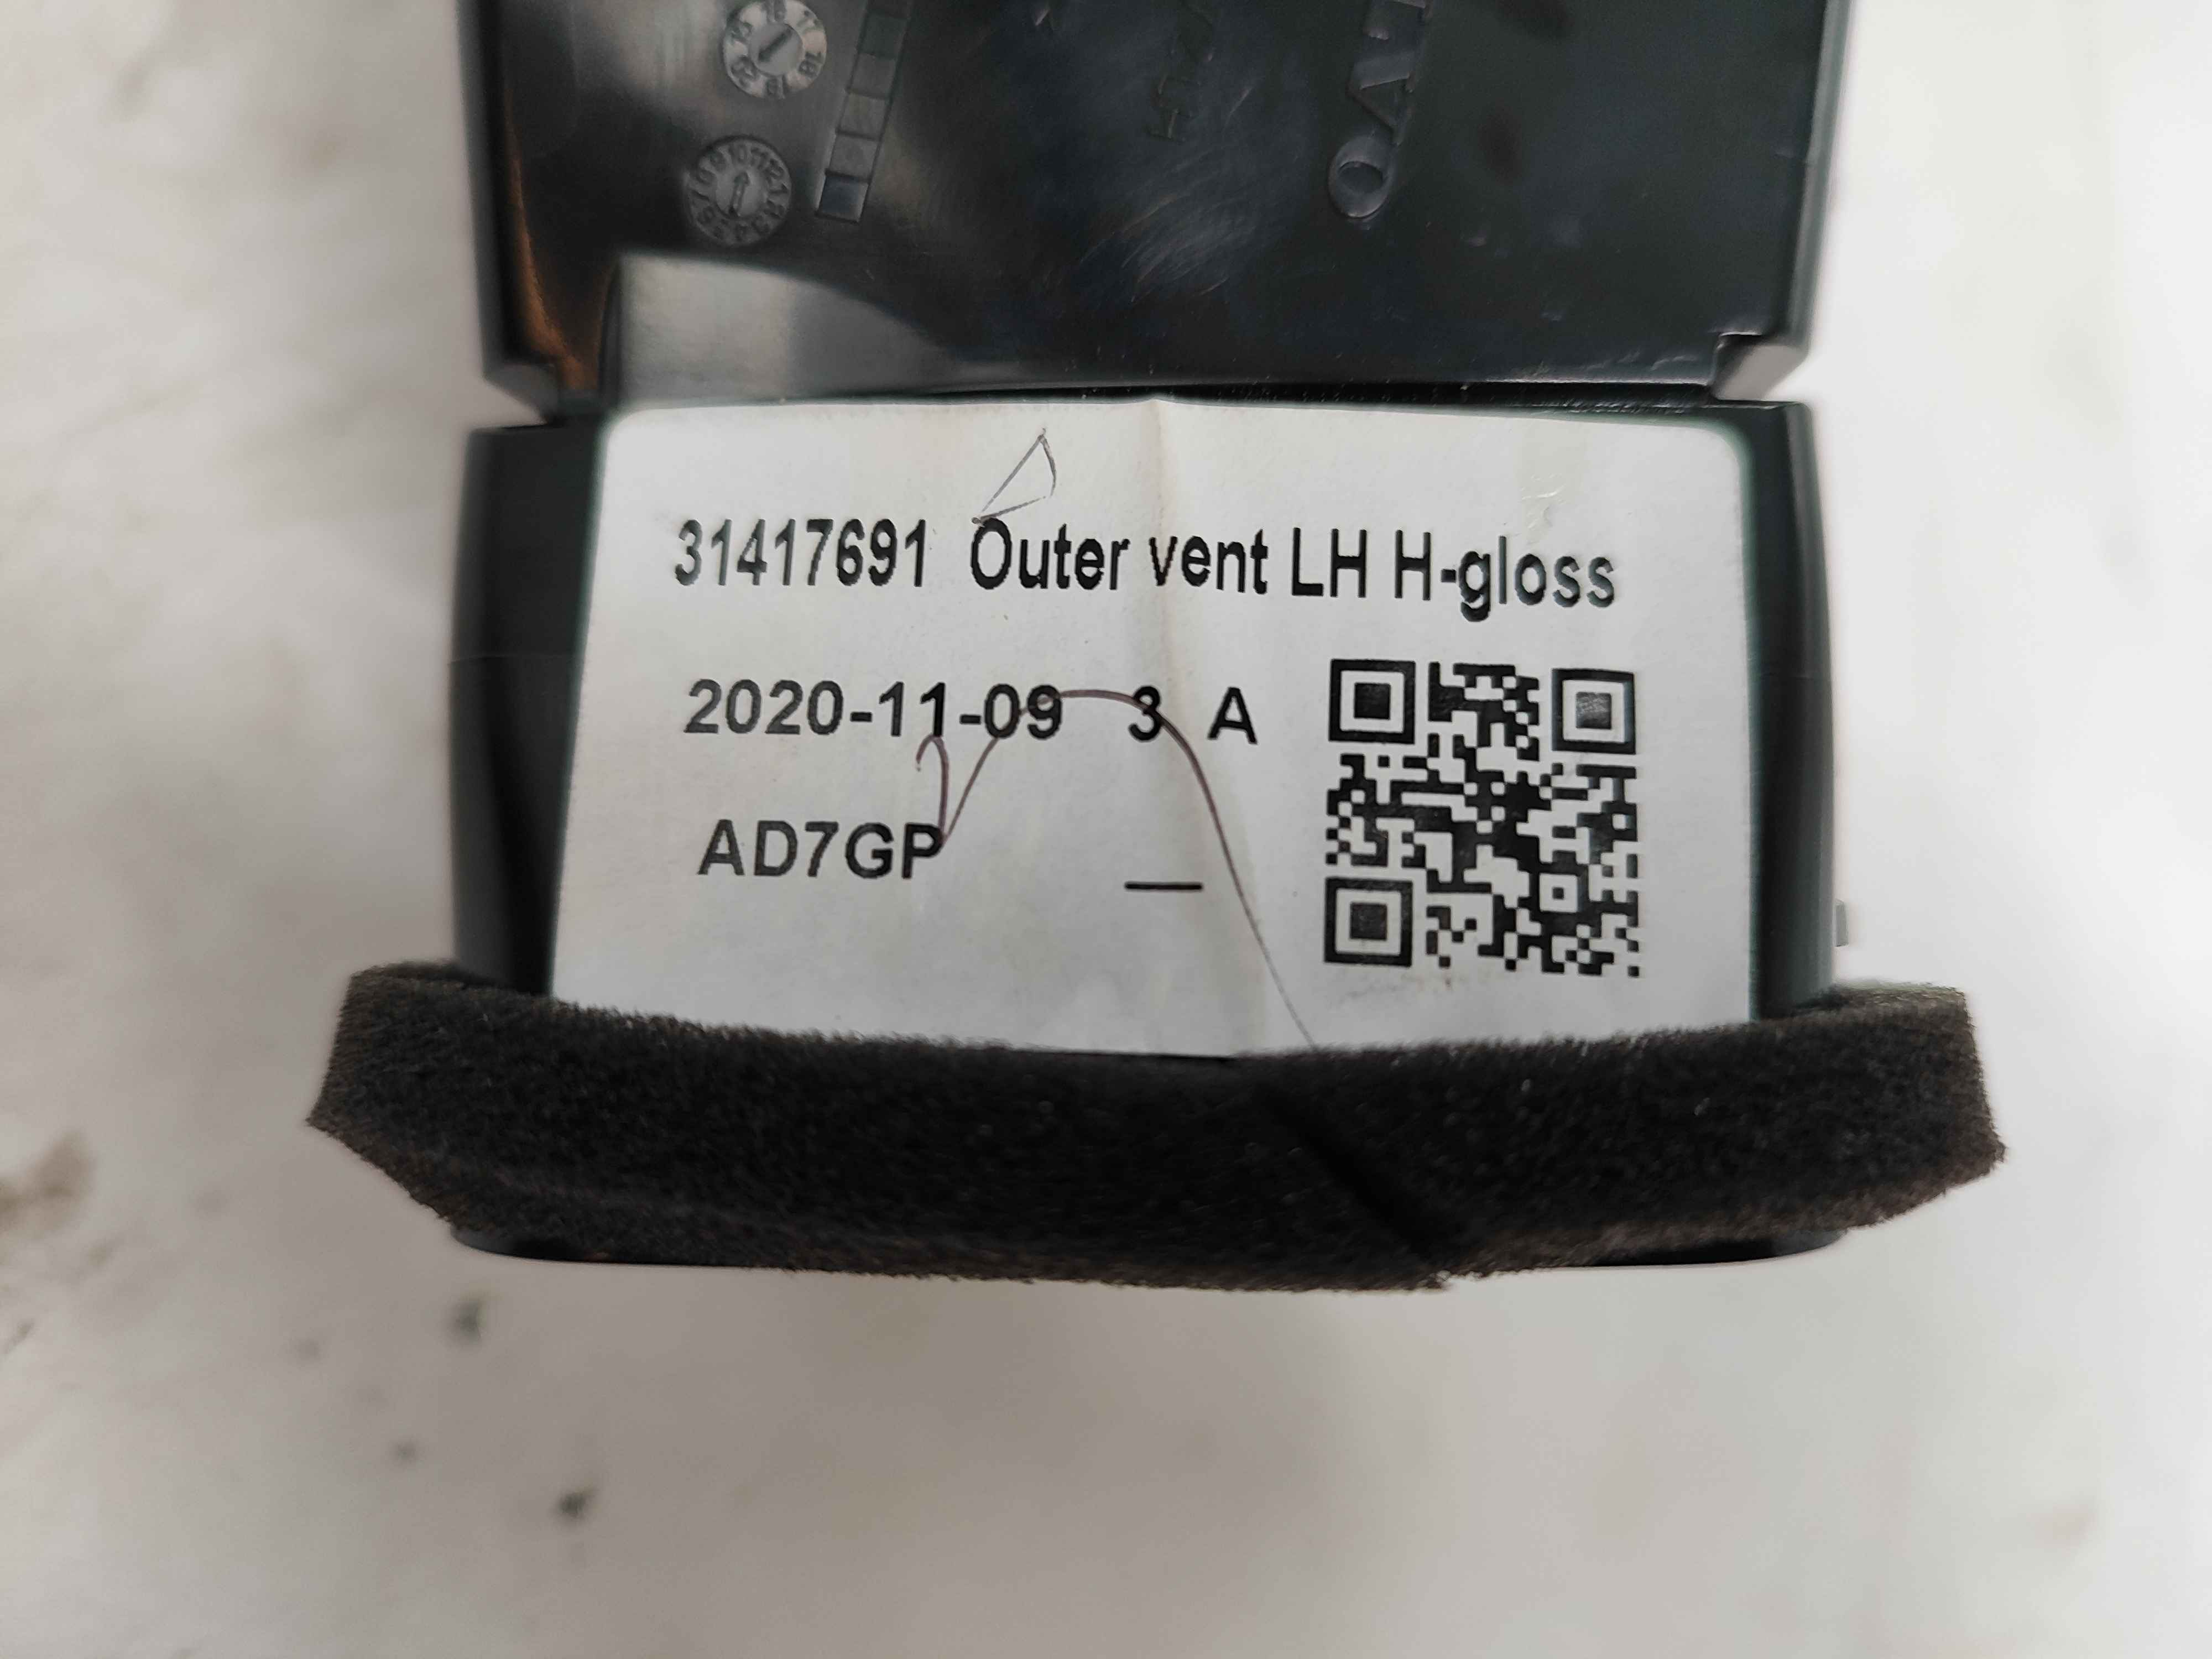 31417691 Outer vent LH H-gloss
2020-11-09 3 A
AD7GP _